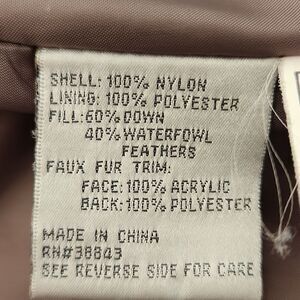 SHELL: 100% NYLON
LINING: 100% POLYESTER
FILL: 60% DOWN
40% WATERFOWL
FEATHERS
FAUX FUR TRIM:
FACE: 100% ACRYLIC
BACK: 100% POLYESTER
MADE IN CHINA
RN#38843
SEE REVERSE SIDE FOR CARE